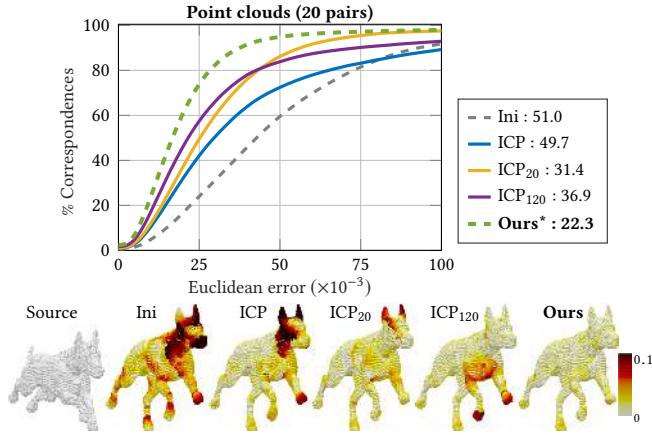 Point clouds (20 pairs)
% Correspondences
100
80
60
40
20
0
0 25 50 75 100
Euclidean error (×10⁻³)
Ini : 51.0
ICP : 49.7
ICP₂₀ : 31.4
ICP₁₂₀ : 36.9
Ours* : 22.3
Source Ini ICP ICP₂₀ ICP₁₂₀ Ours
0.1
0